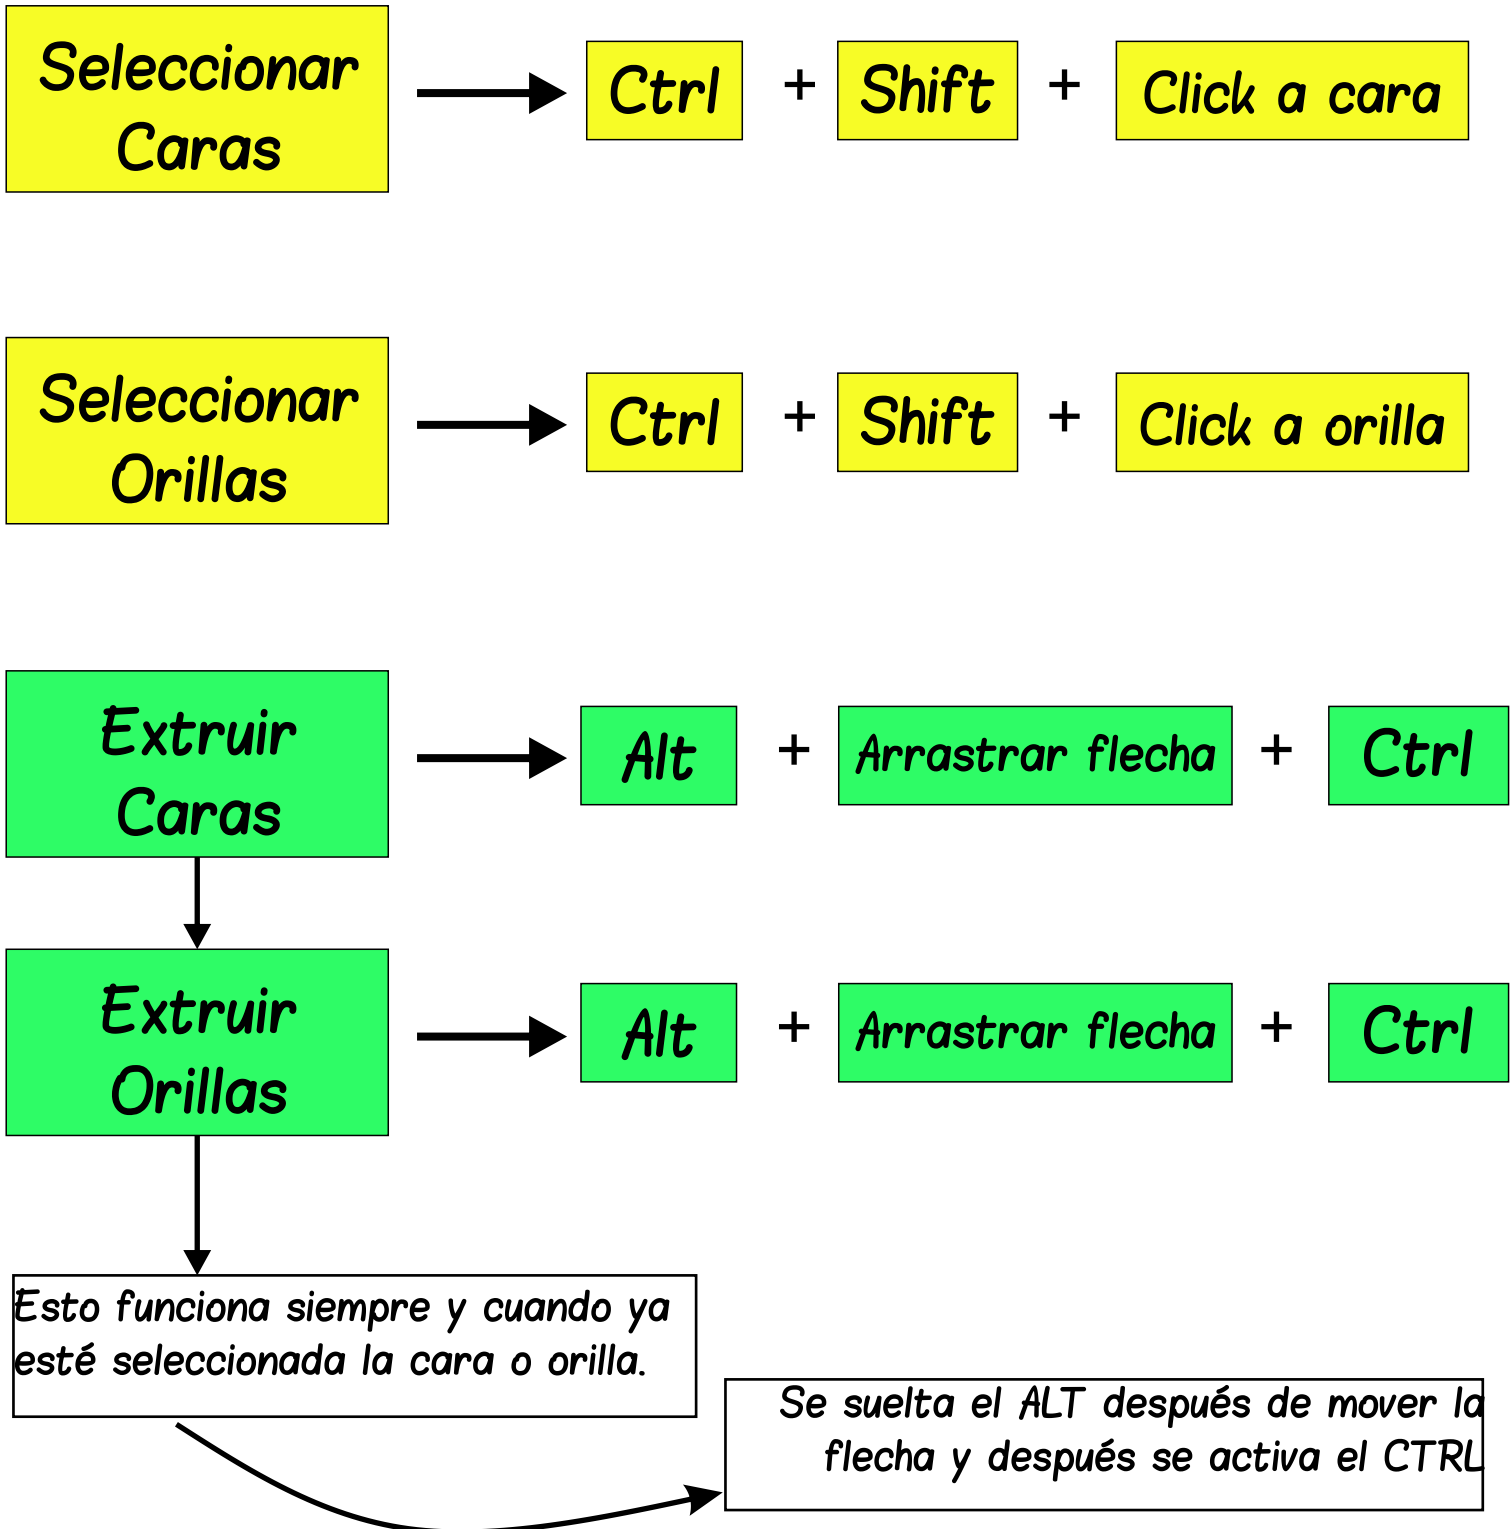 Seleccionar
Caras
Ctrl + Shift + Click a cara
Seleccionar
Orillas
Ctrl + Shift + Click a orilla
Extruir
Caras
Alt + Arrastrar flecha + Ctrl
Extruir
Orillas
Alt + Arrastrar flecha + Ctrl
Esto funciona siempre y cuando ya
esté seleccionada la cara o orilla.
Se suelta el ALT después de mover la
flecha y después se activa el CTRL